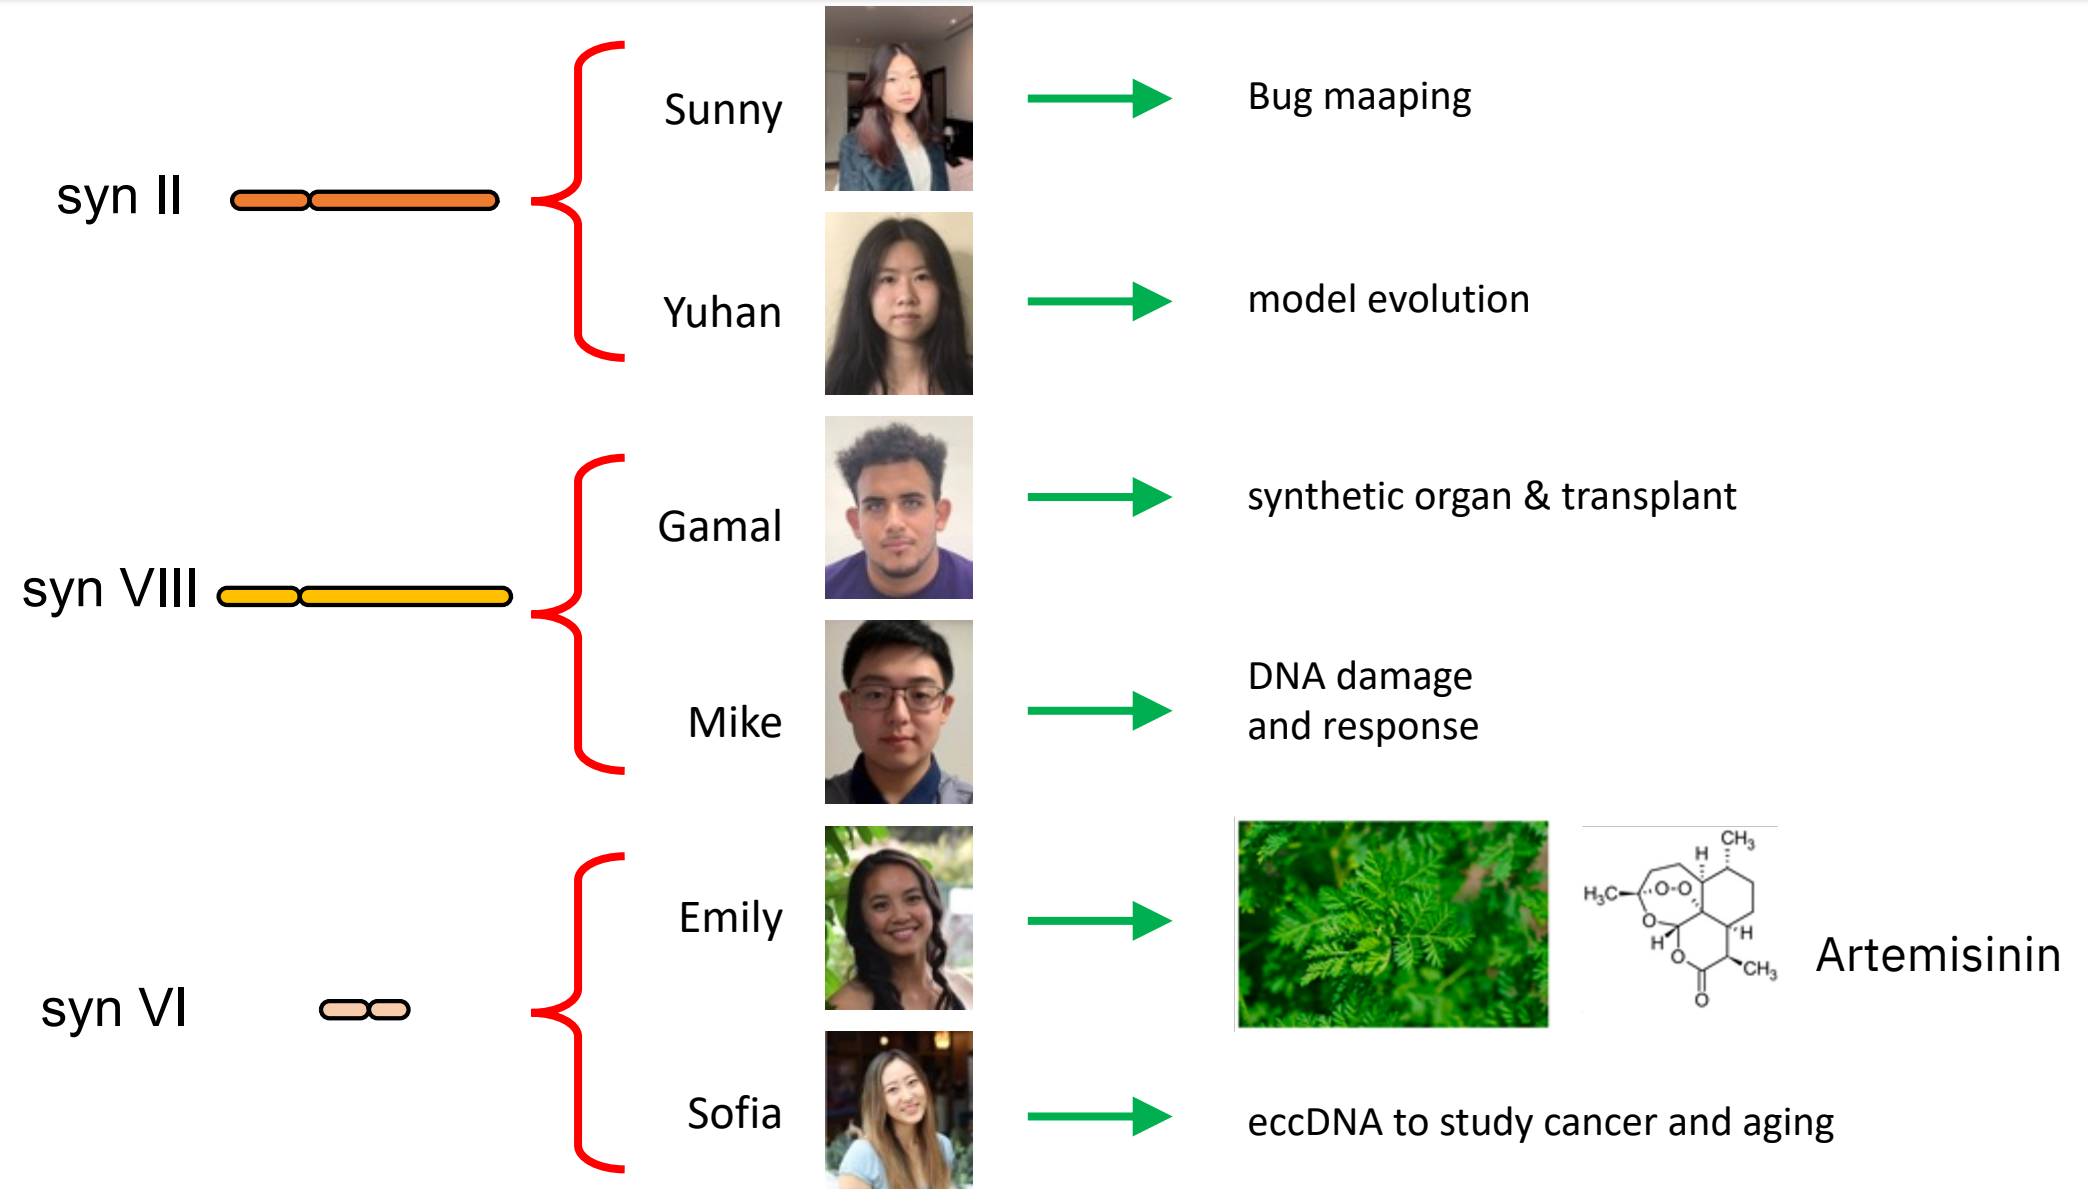 syn II
Sunny
Bug maaping
Yuhan
model evolution
syn VIII
Gamal
synthetic organ & transplant
Mike
DNA damage
and response
syn VI
Emily
CH₃
H
H₃C
O-O
O
H
H
O
CH₃
O
Artemisinin
Sofia
eccDNA to study cancer and aging